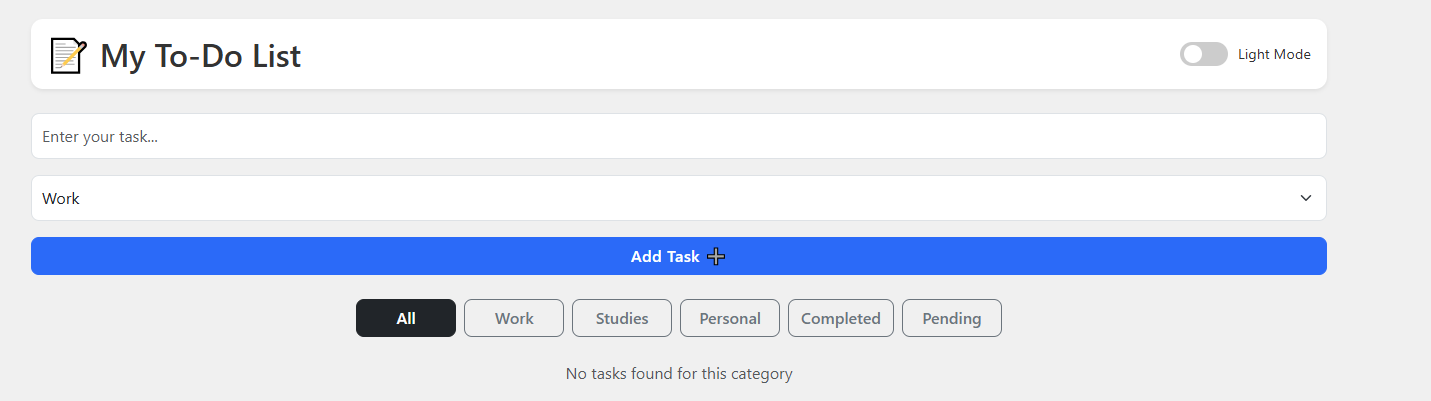 My To-Do List
Light Mode
Enter your task...
Work
Add Task
All Work Studies Personal Completed Pending
No tasks found for this category